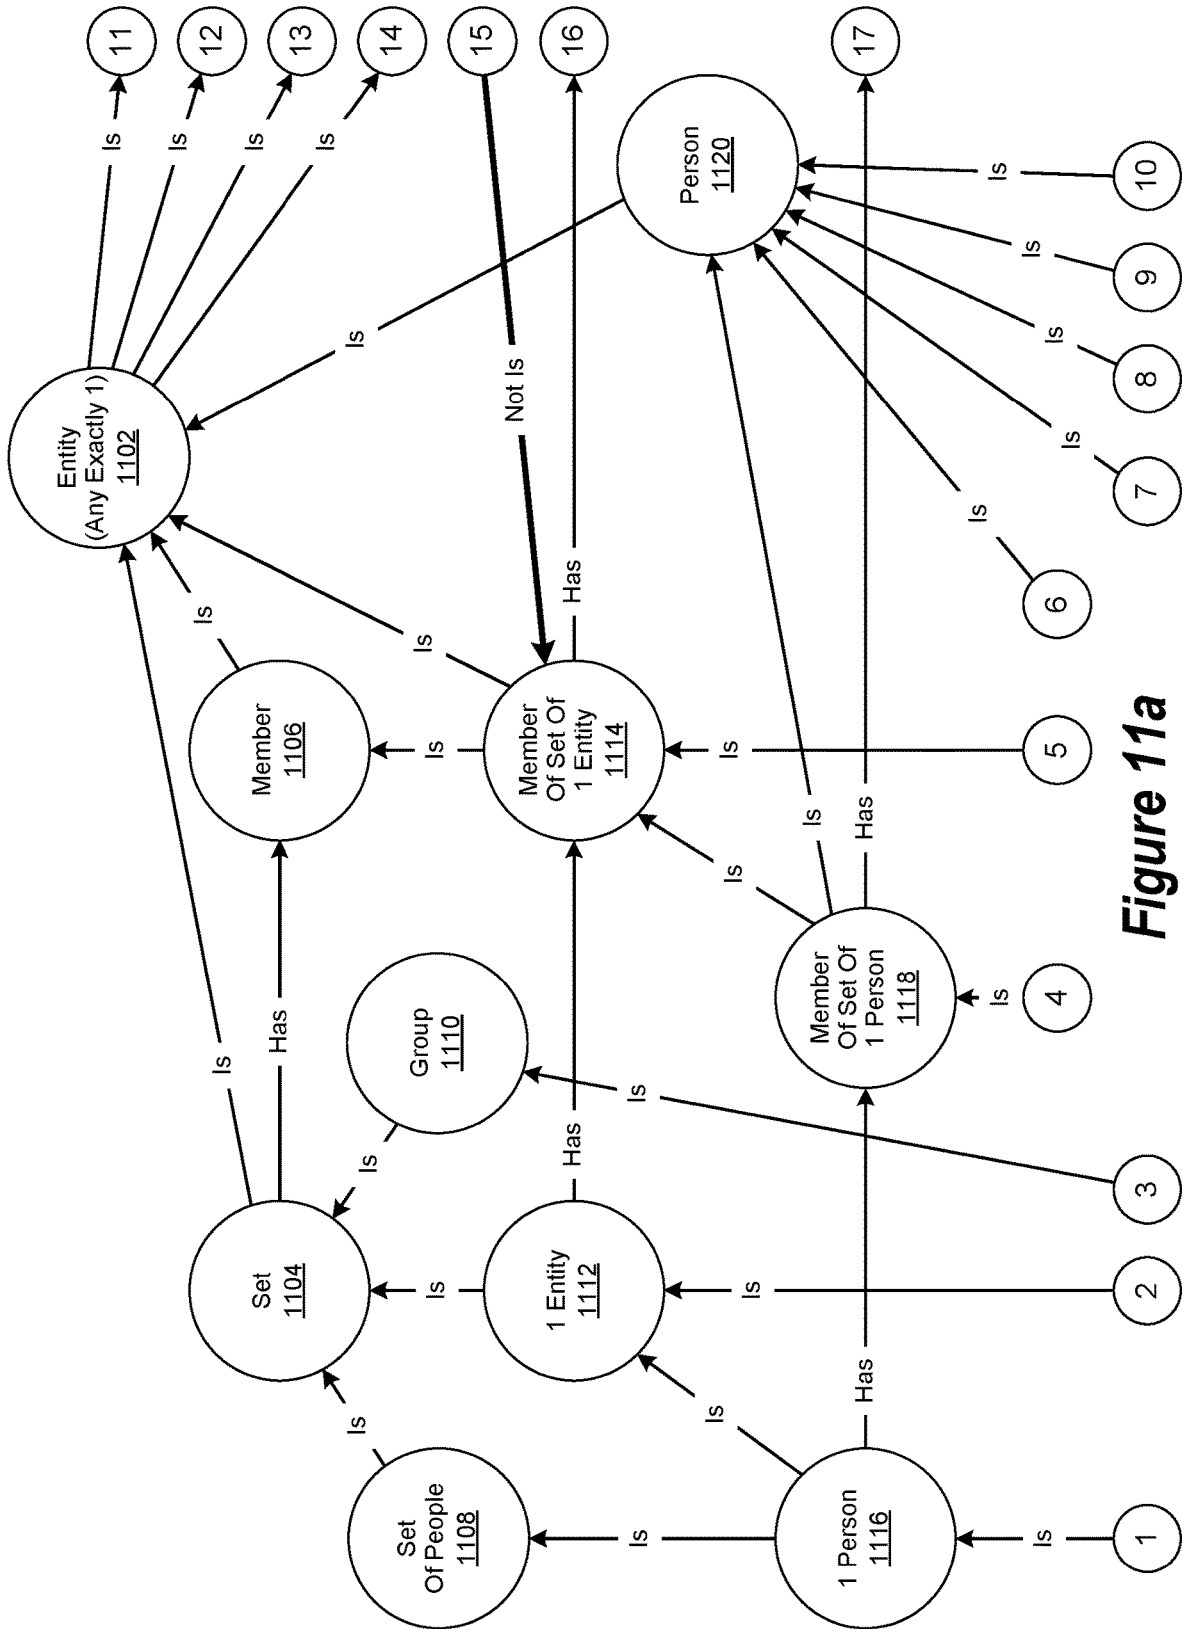 Entity
(Any Exactly 1)
1102
Is
11
Is
12
Is
13
Is
14
Is
Is
Set
1104
Has
Member
1106
Is
Is
Is
Is
Set
Of People
1108
Group
1110
Is
Is
Not Is
15
1 Entity
1112
Has
Member
Of Set Of
1 Entity
1114
Has
16
Is
Is
Person
1120
Is
Is
Is
Is
Is
1 Person
1116
Has
Member
Of Set Of
1 Person
1118
Has
17
Is
Is
Is
Is
Is
Is
Is
4
5
6
1
2
3
7
8
9
10
Figure 11a